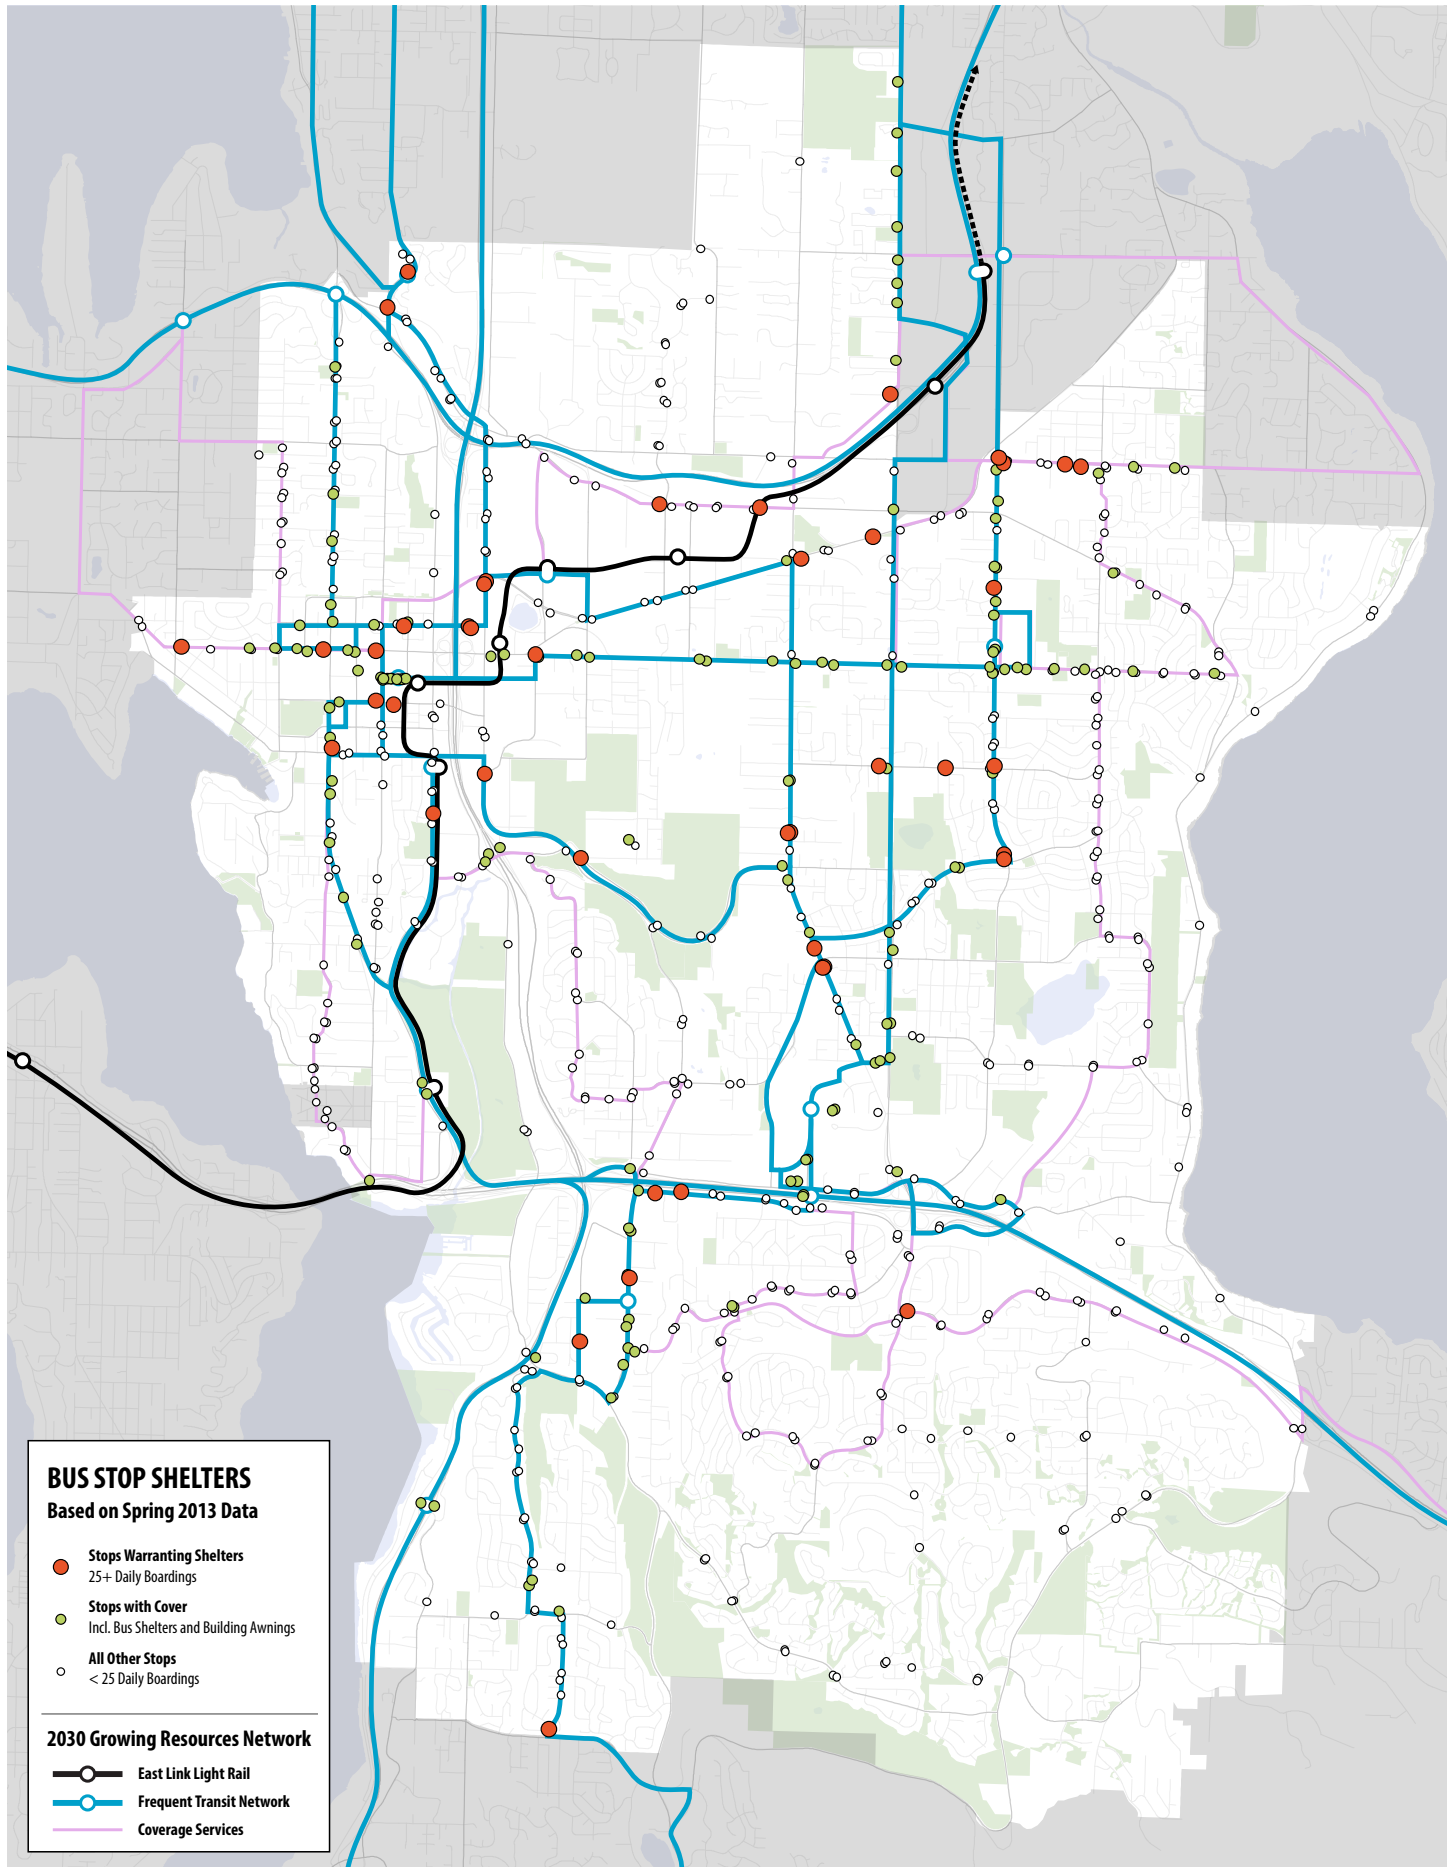 BUS STOP SHELTERS
Based on Spring 2013 Data
Stops Warranting Shelters
25+ Daily Boardings
Stops with Cover
Incl. Bus Shelters and Building Awnings
All Other Stops
< 25 Daily Boardings
2030 Growing Resources Network
East Link Light Rail
Frequent Transit Network
Coverage Services